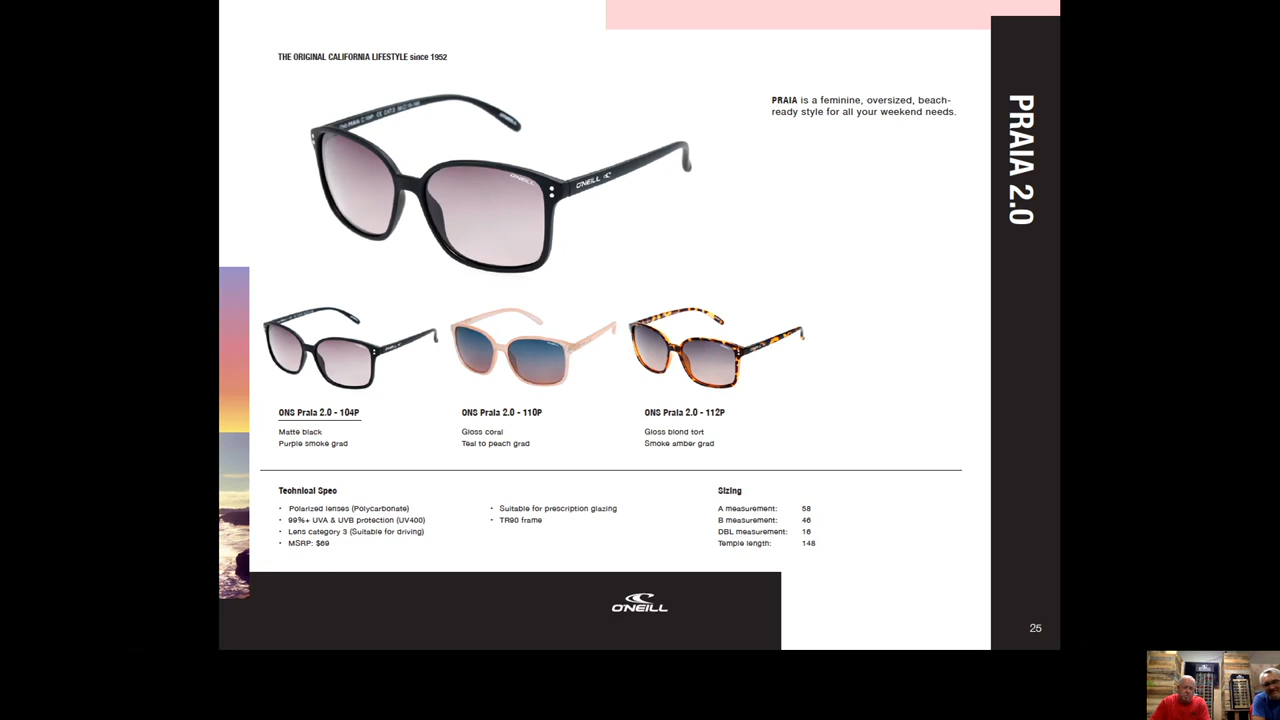 THE ORIGINAL CALIFORNIA LIFESTYLE since 1952
PRAIA is a feminine, oversized, beach-
ready style for all your weekend needs.
PRAIA 2.0
O'NEILL
O'NEILL
ONS Praia 2.0 - 104P
Matte black
Purple smoke grad
ONS Praia 2.0 - 110P
Gloss coral
Teal to peach grad
ONS Praia 2.0 - 112P
Gloss blond tort
Smoke amber grad
Technical Spec
• Polarized lenses (Polycarbonate)
• 99%+ UVA & UVB protection (UV400)
• Lens category 3 (Suitable for driving)
• MSRP: $69
• Suitable for prescription glazing
• TR90 frame
Sizing
A measurement: 58
B measurement: 46
DBL measurement: 16
Temple length: 148
O'NEILL
25